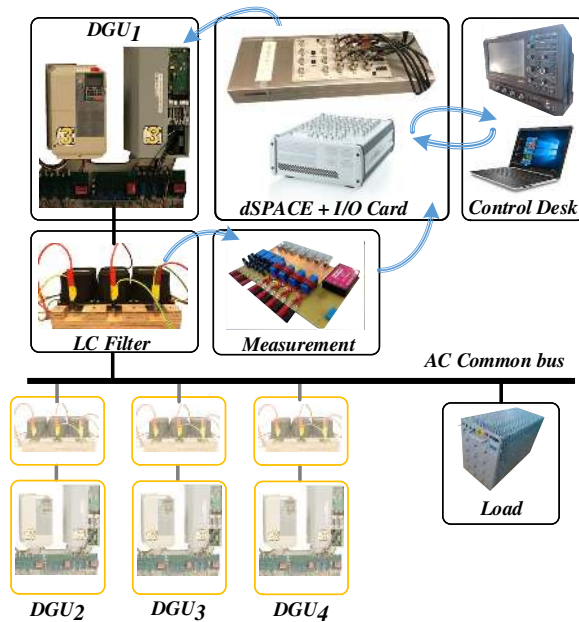 DGU1
dSPACE + I/O Card
Control Desk
LC Filter
Measurement
AC Common bus
Load
DGU2
DGU3
DGU4